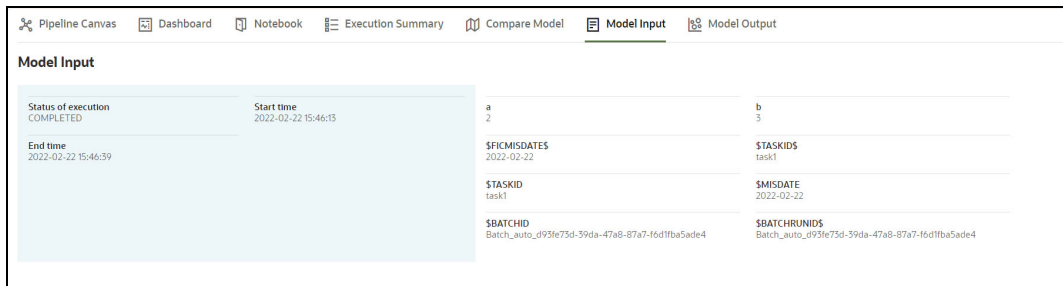 Pipeline Canvas Dashboard Notebook Execution Summary Compare Model Model Input Model Output
Model Input
Status of execution Start time a b
COMPLETED 2022-02-22 15:46:13 2 3
End time $FICMISDATE$ $TASKID$
2022-02-22 15:46:39 2022-02-22 task1
$TASKID $MISDATE
task1 2022-02-22
$BATCHID $BATCHRUNID$
Batch_auto_d93fe73d-39da-47a8-87a7-f6d1fba5ade4 Batch_auto_d93fe73d-39da-47a8-87a7-f6d1fba5ade4